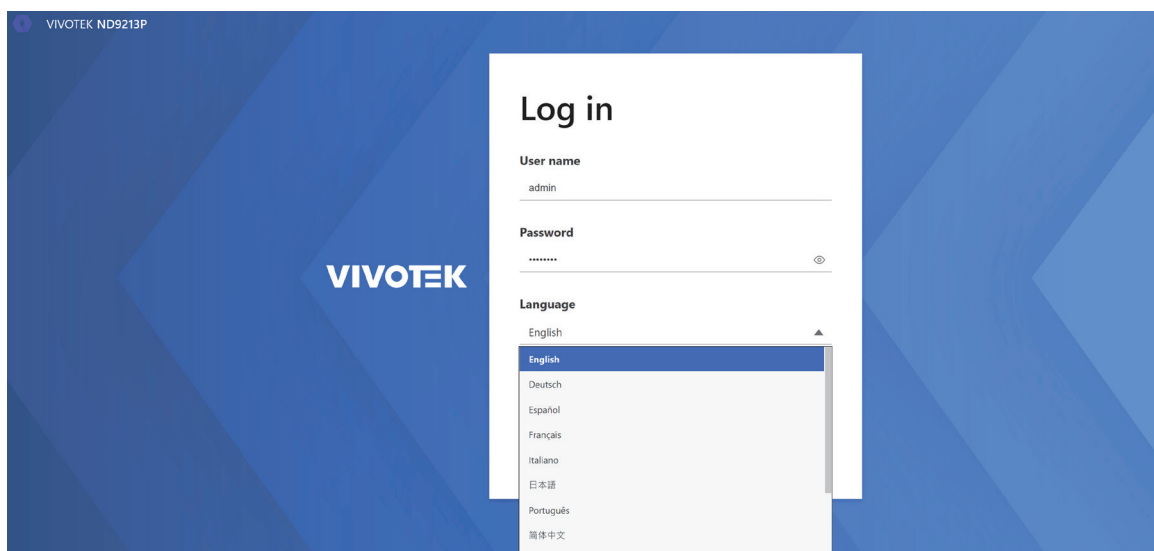 VIVOTEK ND9213P
Log in
User name
admin
Password
••••••••
VIVOTEK
Language
English
English
Deutsch
Español
Français
Italiano
日本語
Português
简体中文